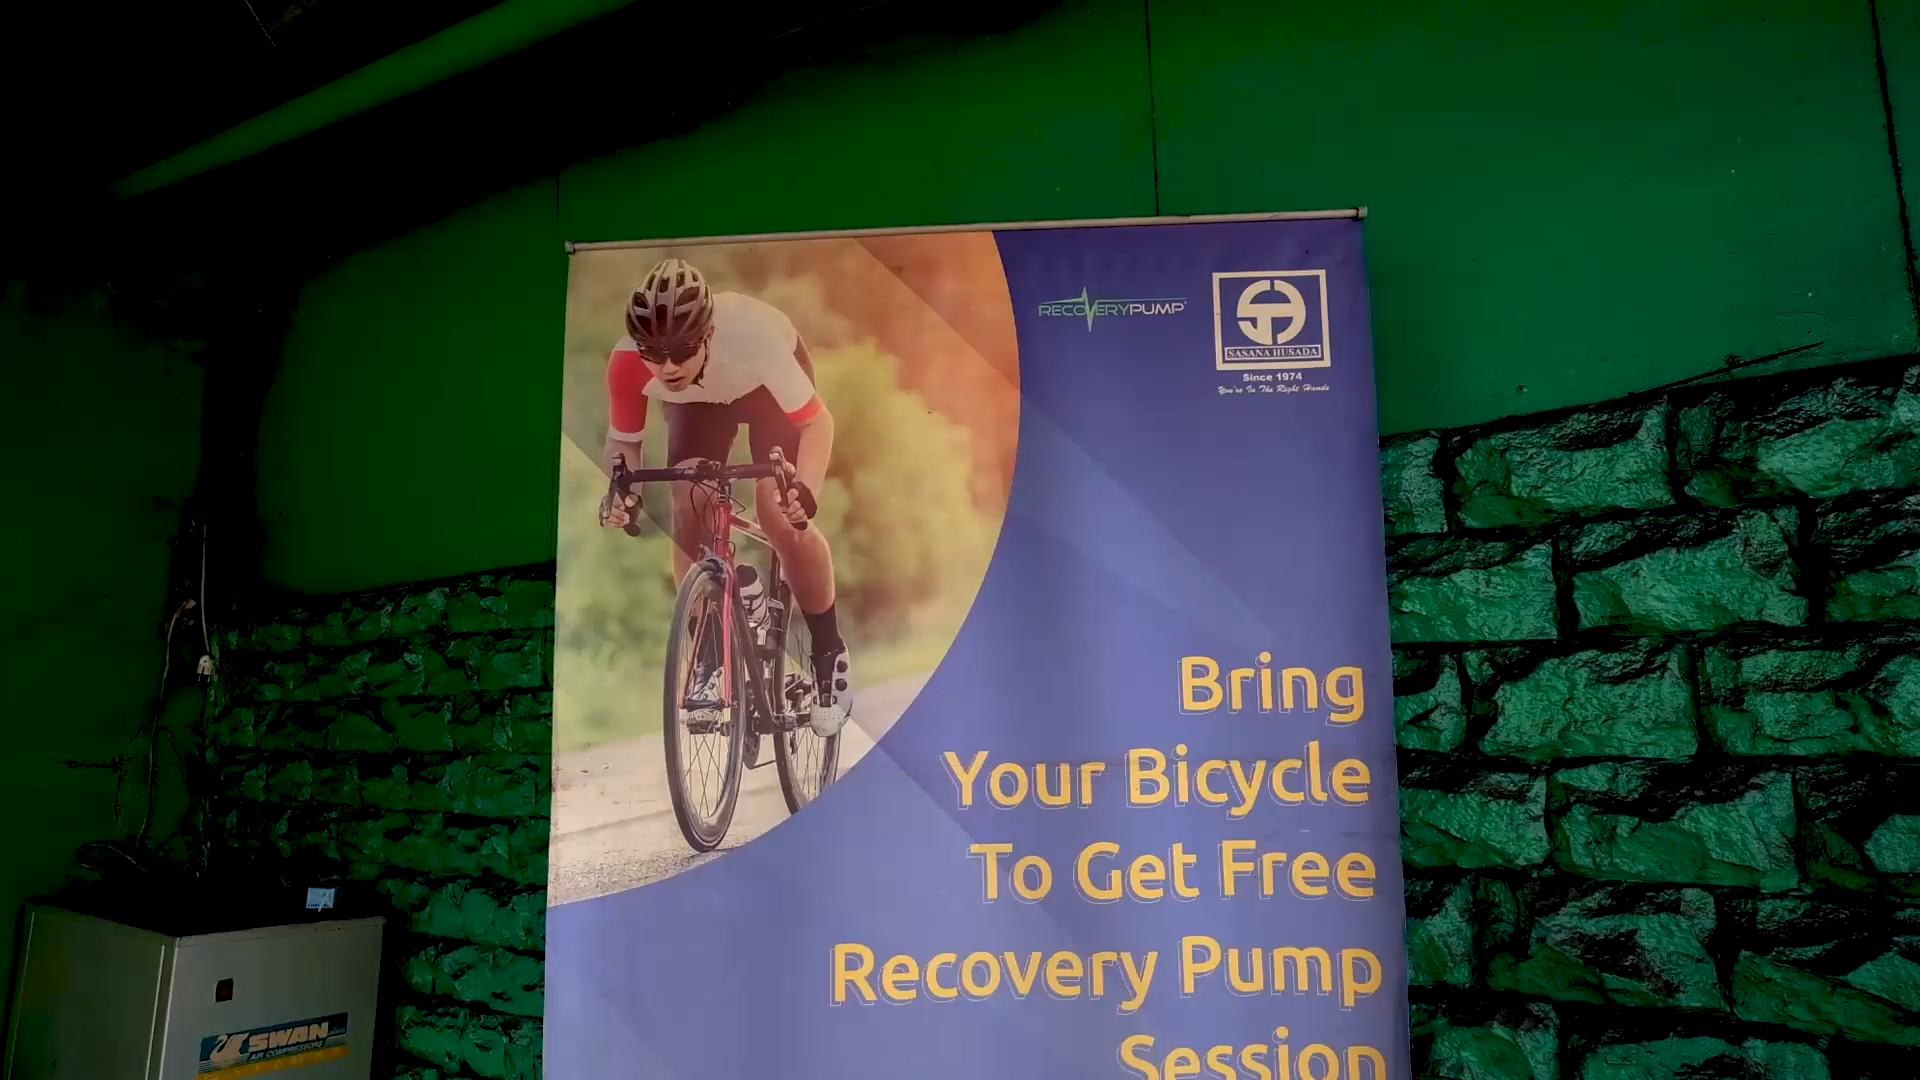 RECOVERYPUMP
SASANA HUSADA
Since 1974
You're In The Right Hands
Bring
Your Bicycle
To Get Free
Recovery Pump
Session
SWAN
AIR COMPRESSORS